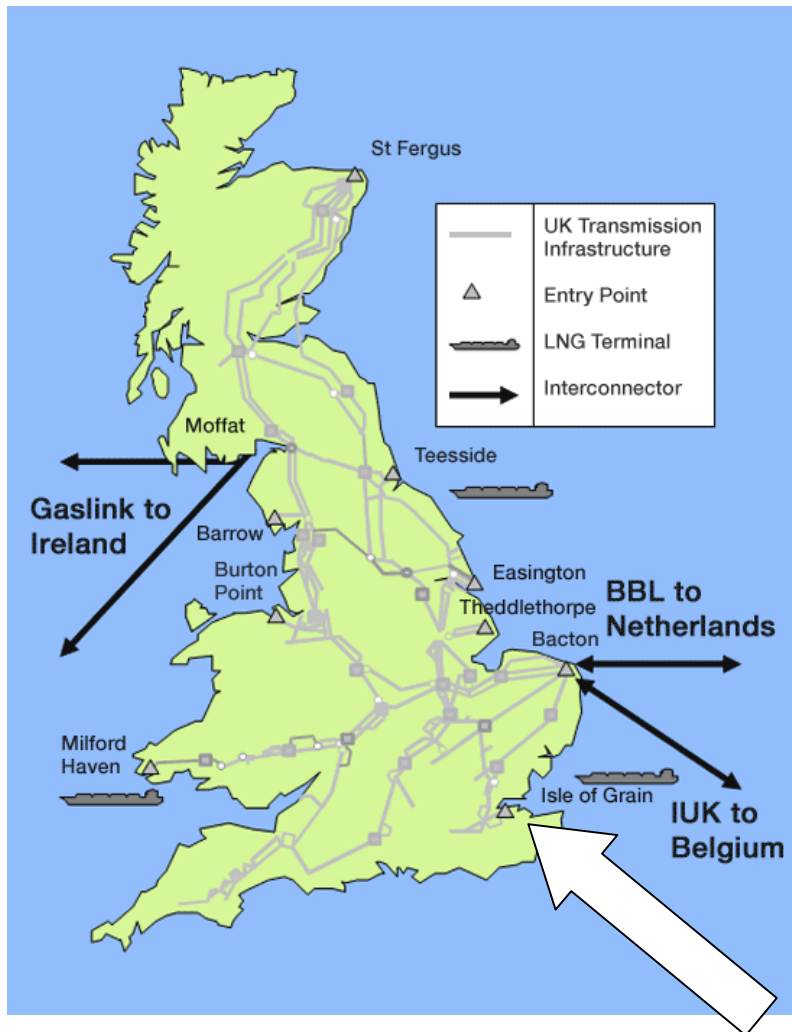 St Fergus
UK Transmission
Infrastructure
Entry Point
LNG Terminal
Interconnector
Moffat
Teesside
Gaslink to
Ireland
Barrow
Burton
Point
Easington
Theddlethorpe
BBL to
Netherlands
Bacton
Milford
Haven
Isle of Grain
IUK to
Belgium